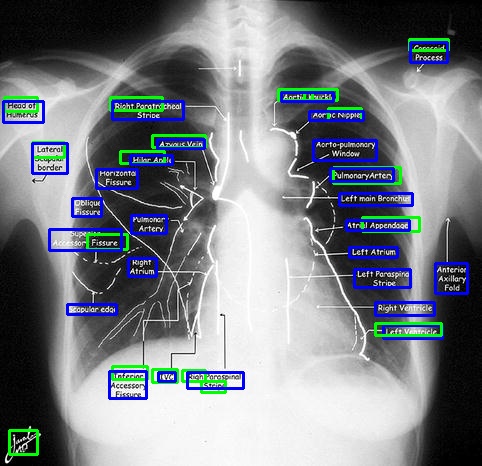 Coracoid
Process
Aortic Knuckle
Head of
Humerus
Right Paratracheal
Stripe
Aortic Nipple
Azygus Vein
Aorto-pulmonary
Window
Lateral
Scapular
border
Hilar Angle
Horizontal
Fissure
PulmonaryArtery
Left main Bronchus
Oblique
Fissure
Pulmonary
Artery
Atrial Appendage
Superior
Accessory Fissure
Left Atrium
Right
Atrium
Left Paraspinal
Stripe
Anterior
Axillary
Fold
Scapular edge
Right Ventricle
Left Ventricle
Inferior
Accessory
Fissure
IVC
Right Paraspinal
Stripe